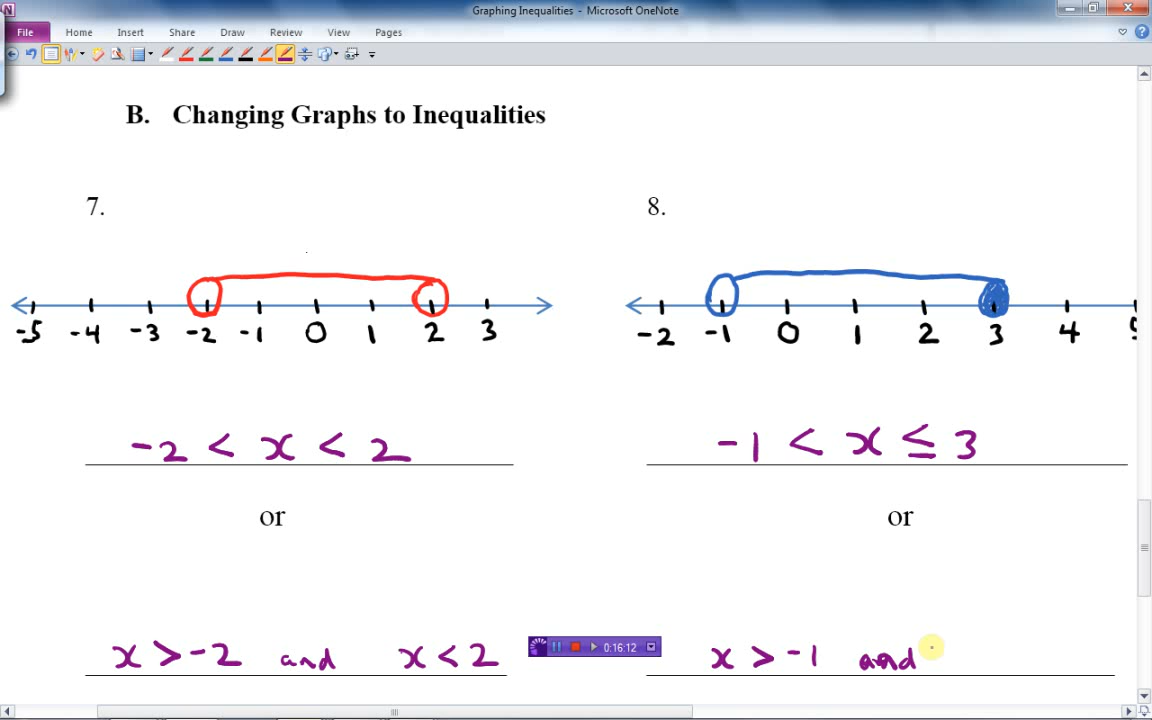 Graphing Inequalities - Microsoft OneNote
File Home Insert Share Draw Review View Pages
B. Changing Graphs to Inequalities
7.
8.
-5 -4 -3 -2 -1 0 1 2 3
-2 -1 0 1 2 3 4
-2 < x < 2
-1 < x ≤ 3
or
or
x > -2 and x < 2
0:16:12
x > -1 and